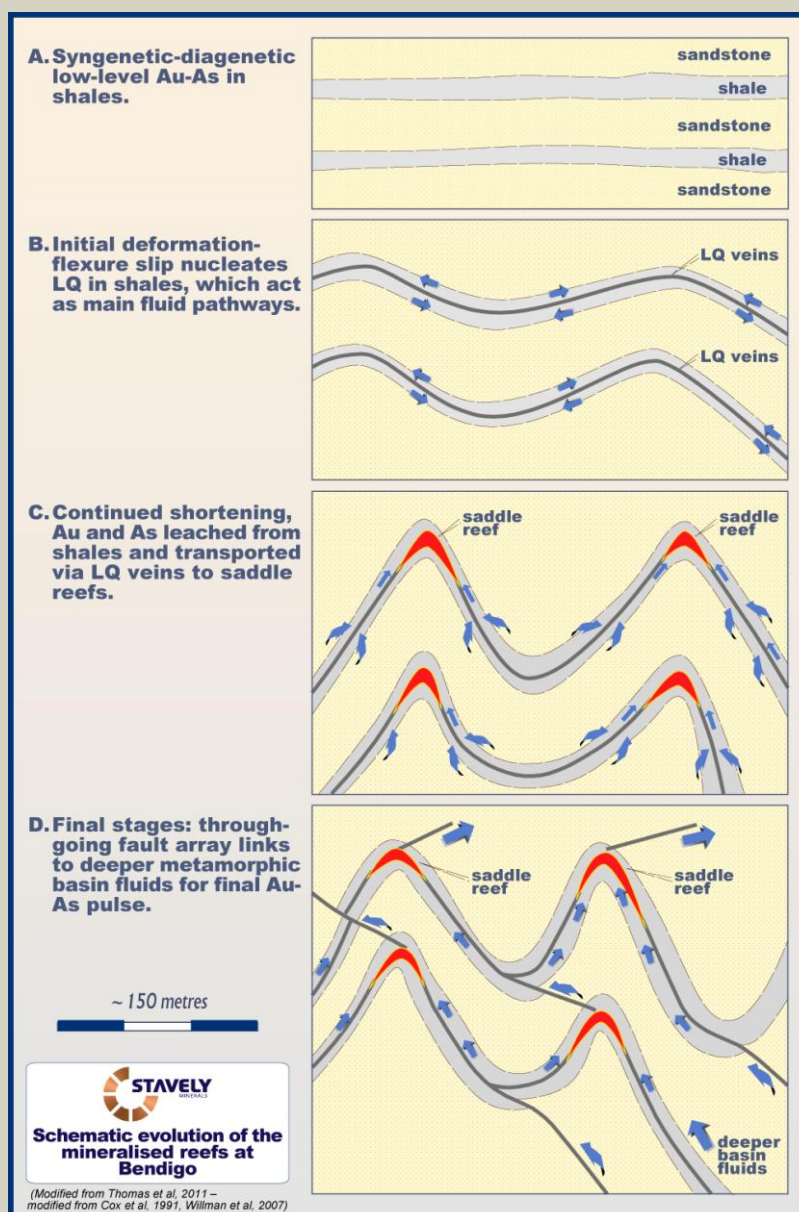 A. Syngenetic-diagenetic
low-level Au-As in
shales.
sandstone
shale
sandstone
shale
sandstone
B. Initial deformation-
flexure slip nucleates
LQ in shales, which act
as main fluid pathways.
LQ veins
LQ veins
C. Continued shortening,
Au and As leached from
shales and transported
via LQ veins to saddle
reefs.
saddle
reef
saddle
reef
D. Final stages: through-
going fault array links
to deeper metamorphic
basin fluids for final Au-
As pulse.
saddle
reef
saddle
reef
deeper
basin
fluids
~ 150 metres
STAVELY
MINERALS
Schematic evolution of the
mineralised reefs at
Bendigo
(Modified from Thomas et al, 2011 –
modified from Cox et al, 1991, Willman et al, 2007)